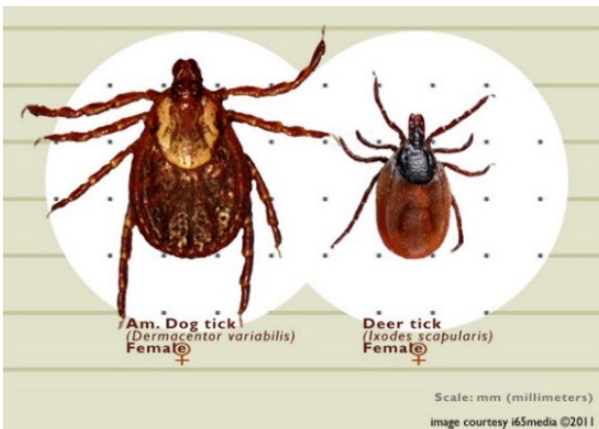 Am. Dog tick
(Dermacentor variabilis)
Female
♀
Deer tick
(Ixodes scapularis)
Female
♀
Scale: mm (millimeters)
image courtesy i65media ©2011